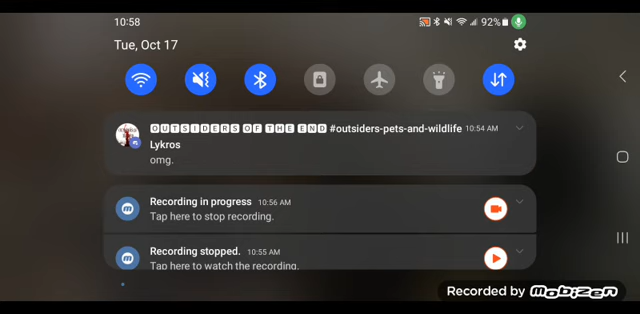 10:58
92%
Tue, Oct 17
OUTSIDERS OF THE END #outsiders-pets-and-wildlife 10:54 AM
Lykros
omg.
Recording in progress 10:56 AM
Tap here to stop recording.
Recording stopped. 10:55 AM
Tap here to watch the recording.
Recorded by Mobizen